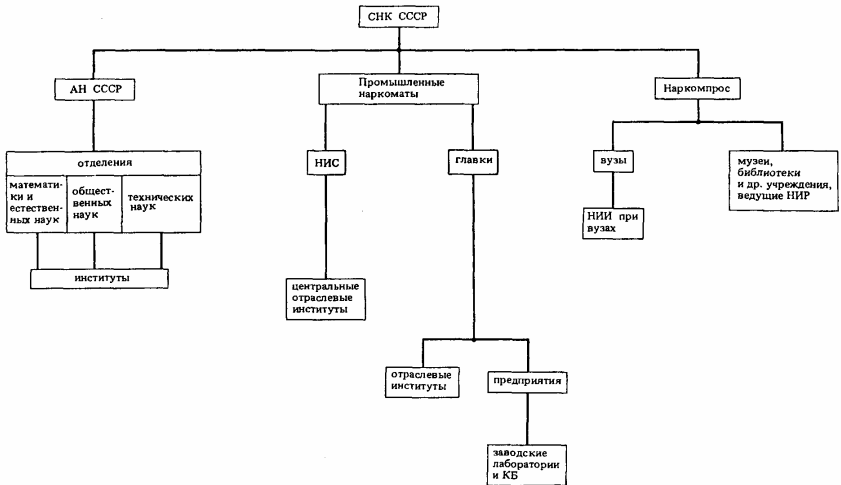 СНК СССР
АН СССР
Промышленные
наркоматы
Наркомпрос
отделения
математи-
ки и
естествен-
ных наук
общест-
венных
наук
технических
наук
институты
НИС
главки
центральные
отраслевые
институты
отраслевые
институты
предприятия
заводские
лаборатории
и КБ
вузы
НИИ при
вузах
музеи,
библиотеки
и др. учреждения,
ведущие НИР